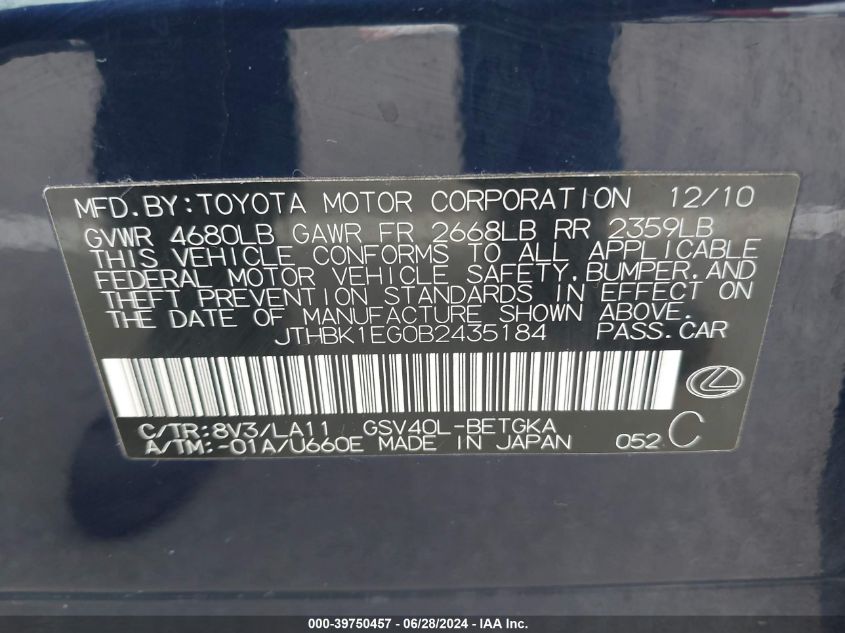 MFD.BY:TOYOTA MOTOR CORPORATION 12/10
GVWR 4680LB GAWR FR 2668LB RR 2359LB
THIS VEHICLE CONFORMS TO ALL APPLICABLE
FEDERAL MOTOR VEHICLE SAFETY,BUMPER,AND
THEFT PREVENTION STANDARDS IN EFFECT ON
THE DATE OF MANUFACTURE SHOWN ABOVE.
JTHBK1EG0B2435184 PASS.CAR
C/TR:8V3/LA11 GSV40L-BETGKA
A/TM:-01A/U660E MADE IN JAPAN 052 C
000-39750457 - 06/28/2024 - IAA Inc.